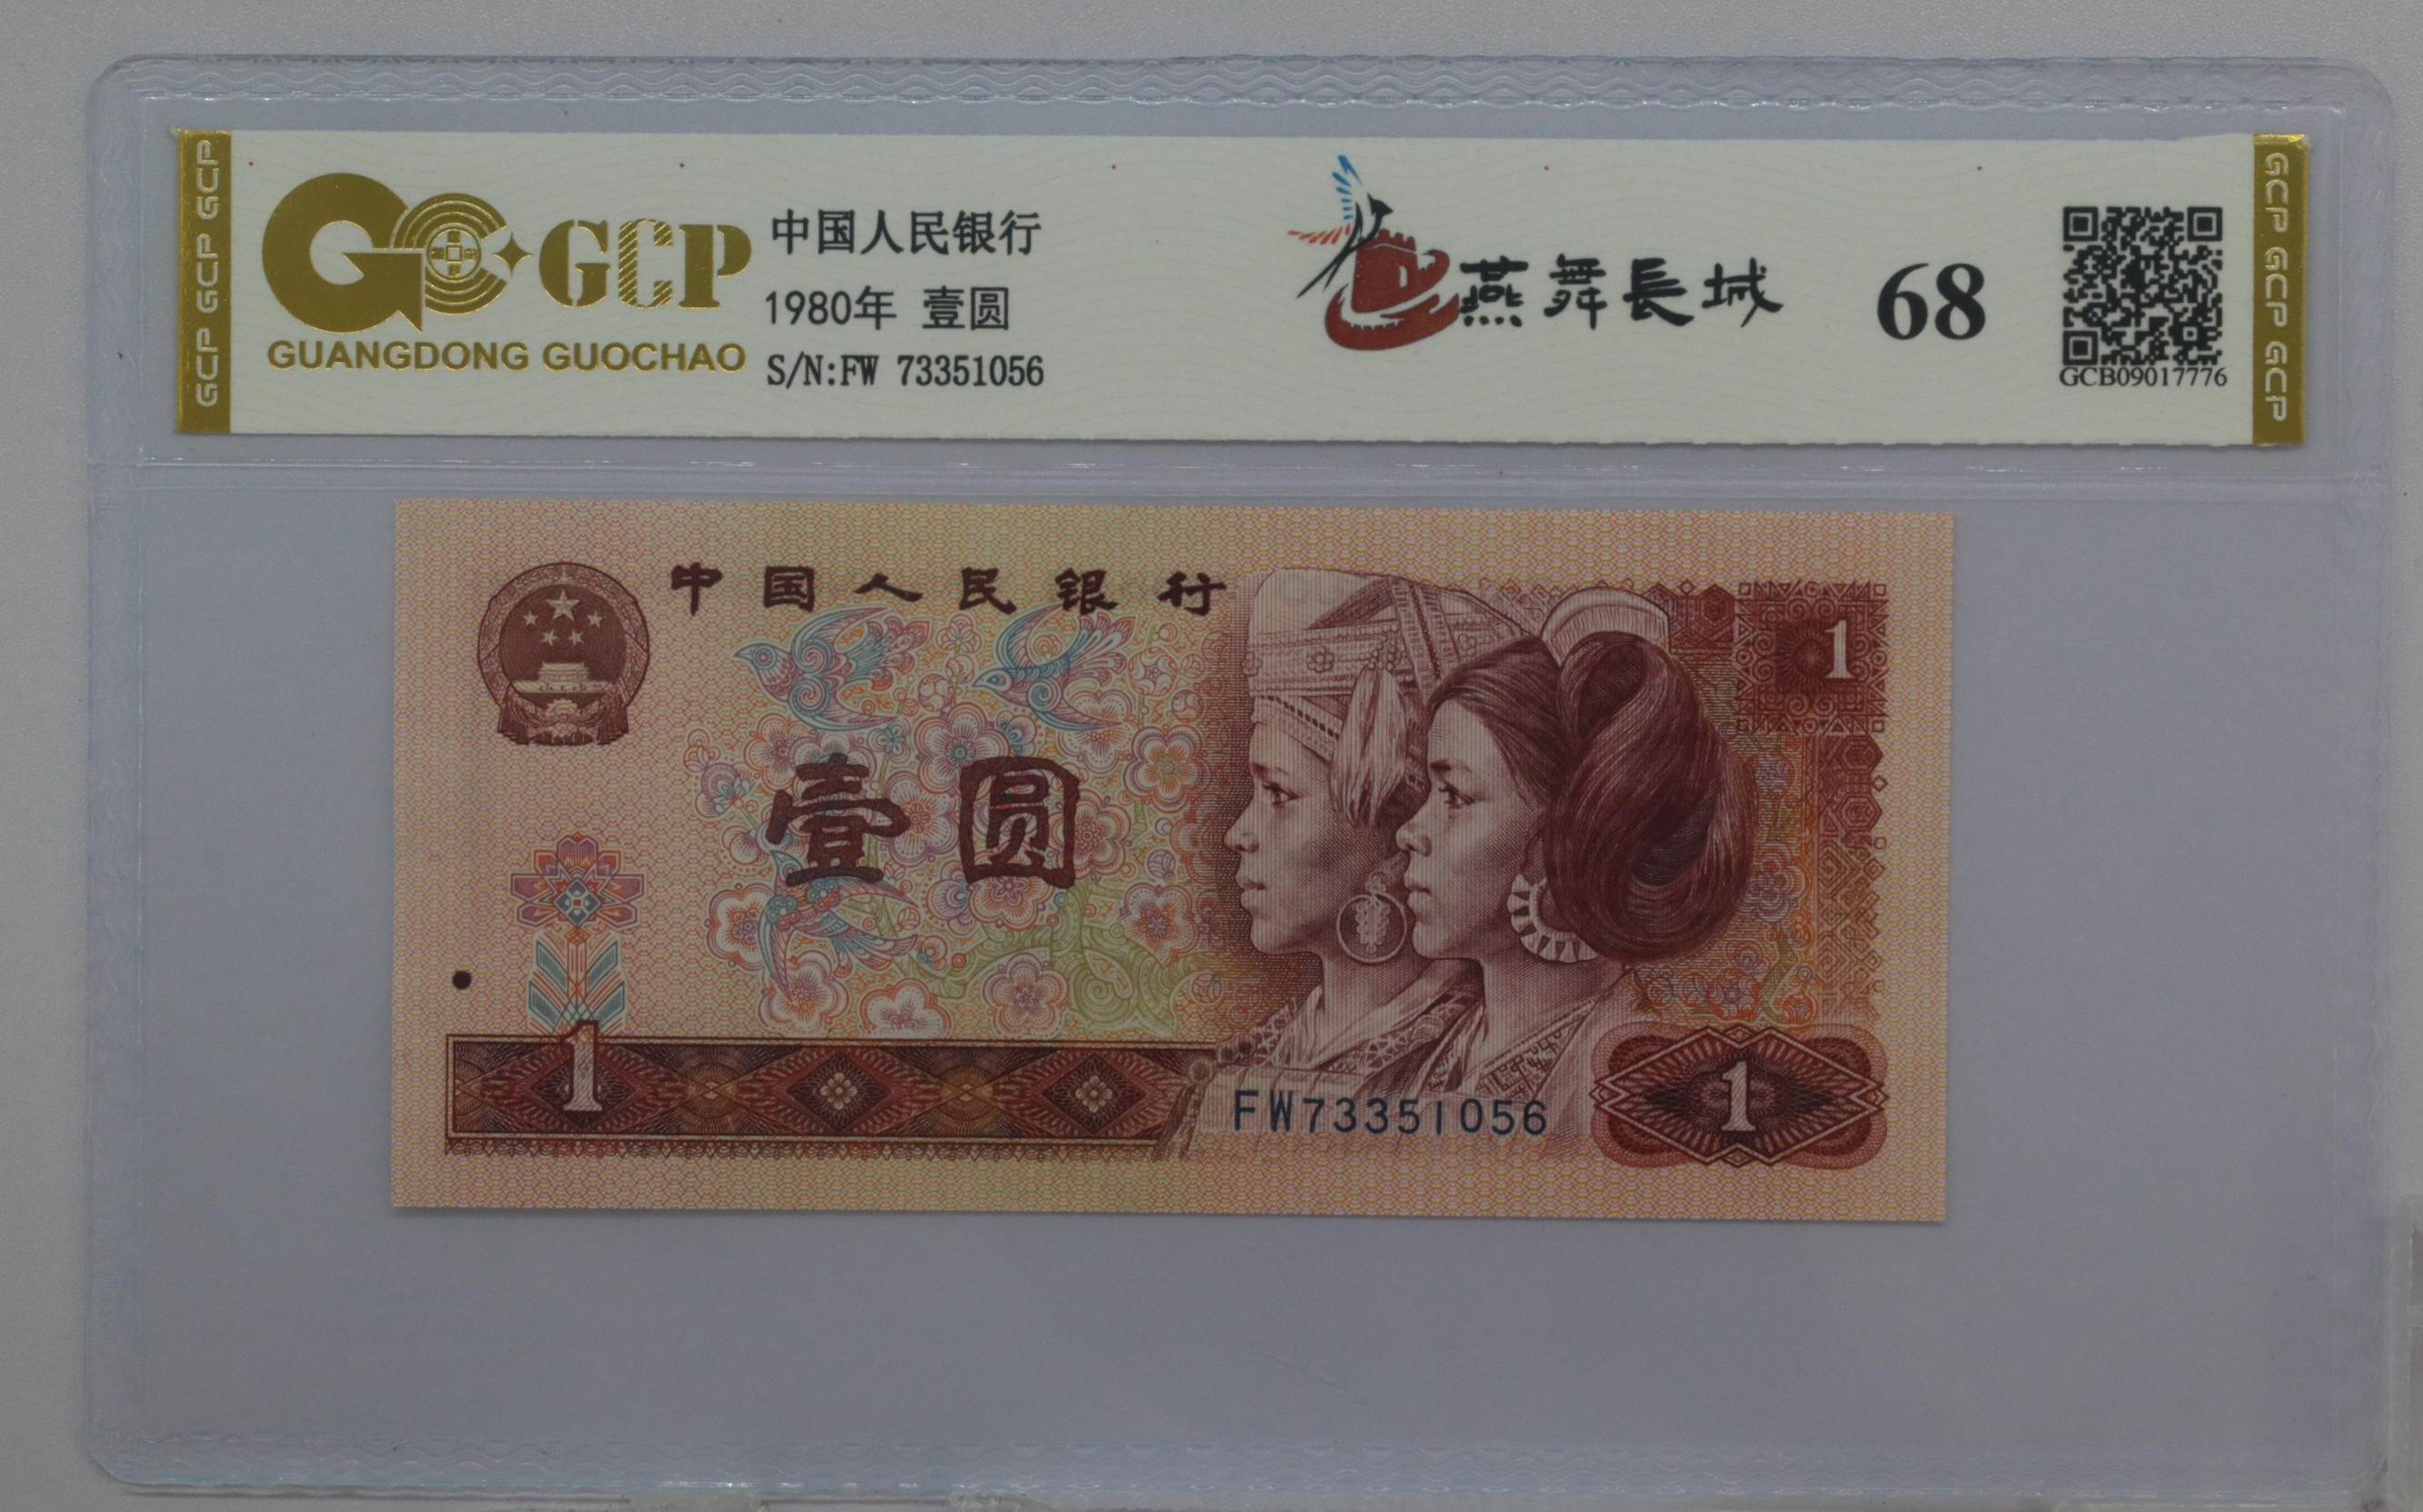 GCP GCP GCP
GCP
GUANGDONG GUOCHAO
中国人民银行
1980年 壹圆
S/N:FW 73351056
燕舞長城
68
GCB09017776
GCP GCP GCP
中国人民银行
1
壹圆
1
FW73351056
1